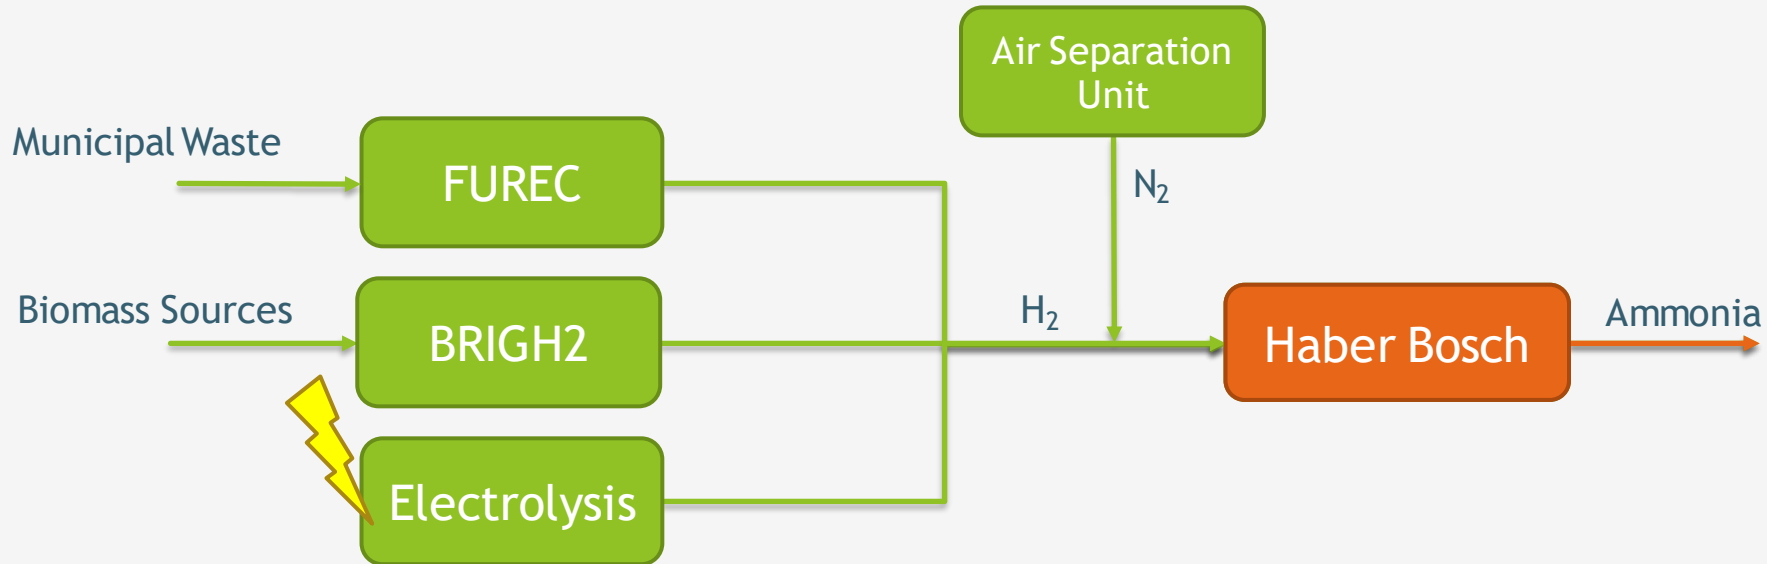 Air Separation
Unit
Municipal Waste
FUREC
N₂
Biomass Sources
BRIGH2
H₂
Haber Bosch
Ammonia
Electrolysis